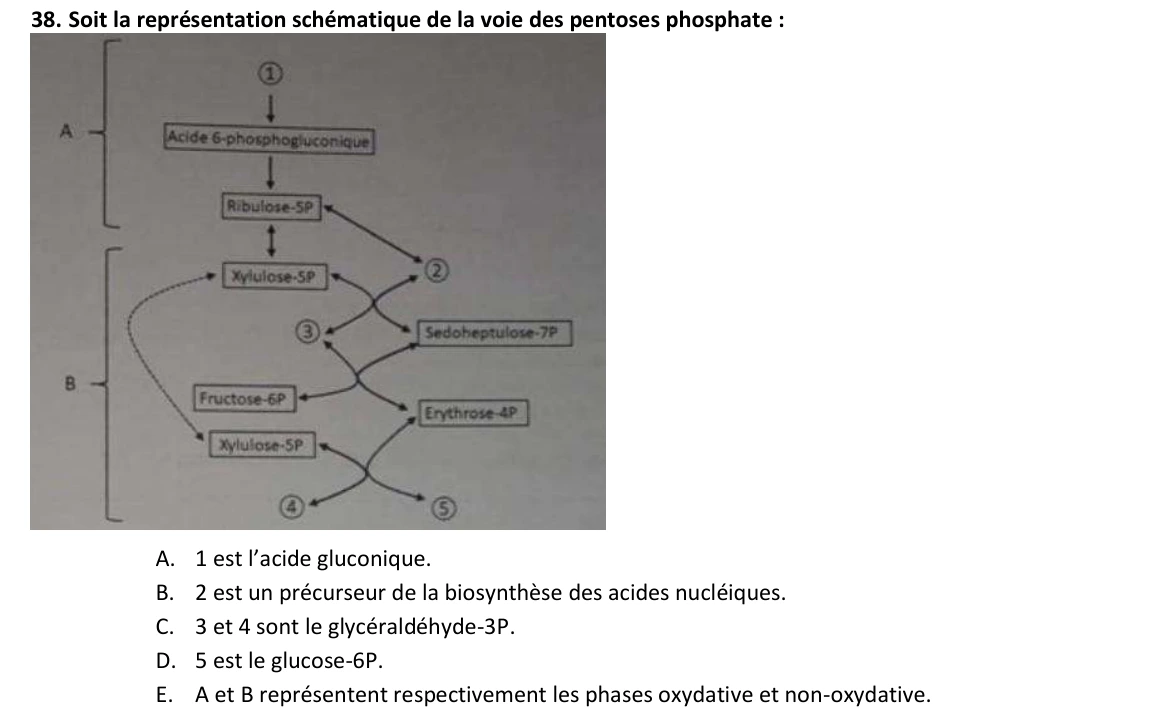 38. Soit la représentation schématique de la voie des pentoses phosphate :
①
A
Acide 6-phosphogluconique
Ribulose-5P
②
Xylulose-5P
③
Sedoheptulose-7P
B
Fructose-6P
Erythrose-4P
Xylulose-5P
④
⑤
A. 1 est l’acide gluconique.
B. 2 est un précurseur de la biosynthèse des acides nucléiques.
C. 3 et 4 sont le glycéraldéhyde-3P.
D. 5 est le glucose-6P.
E. A et B représentent respectivement les phases oxydative et non-oxydative.